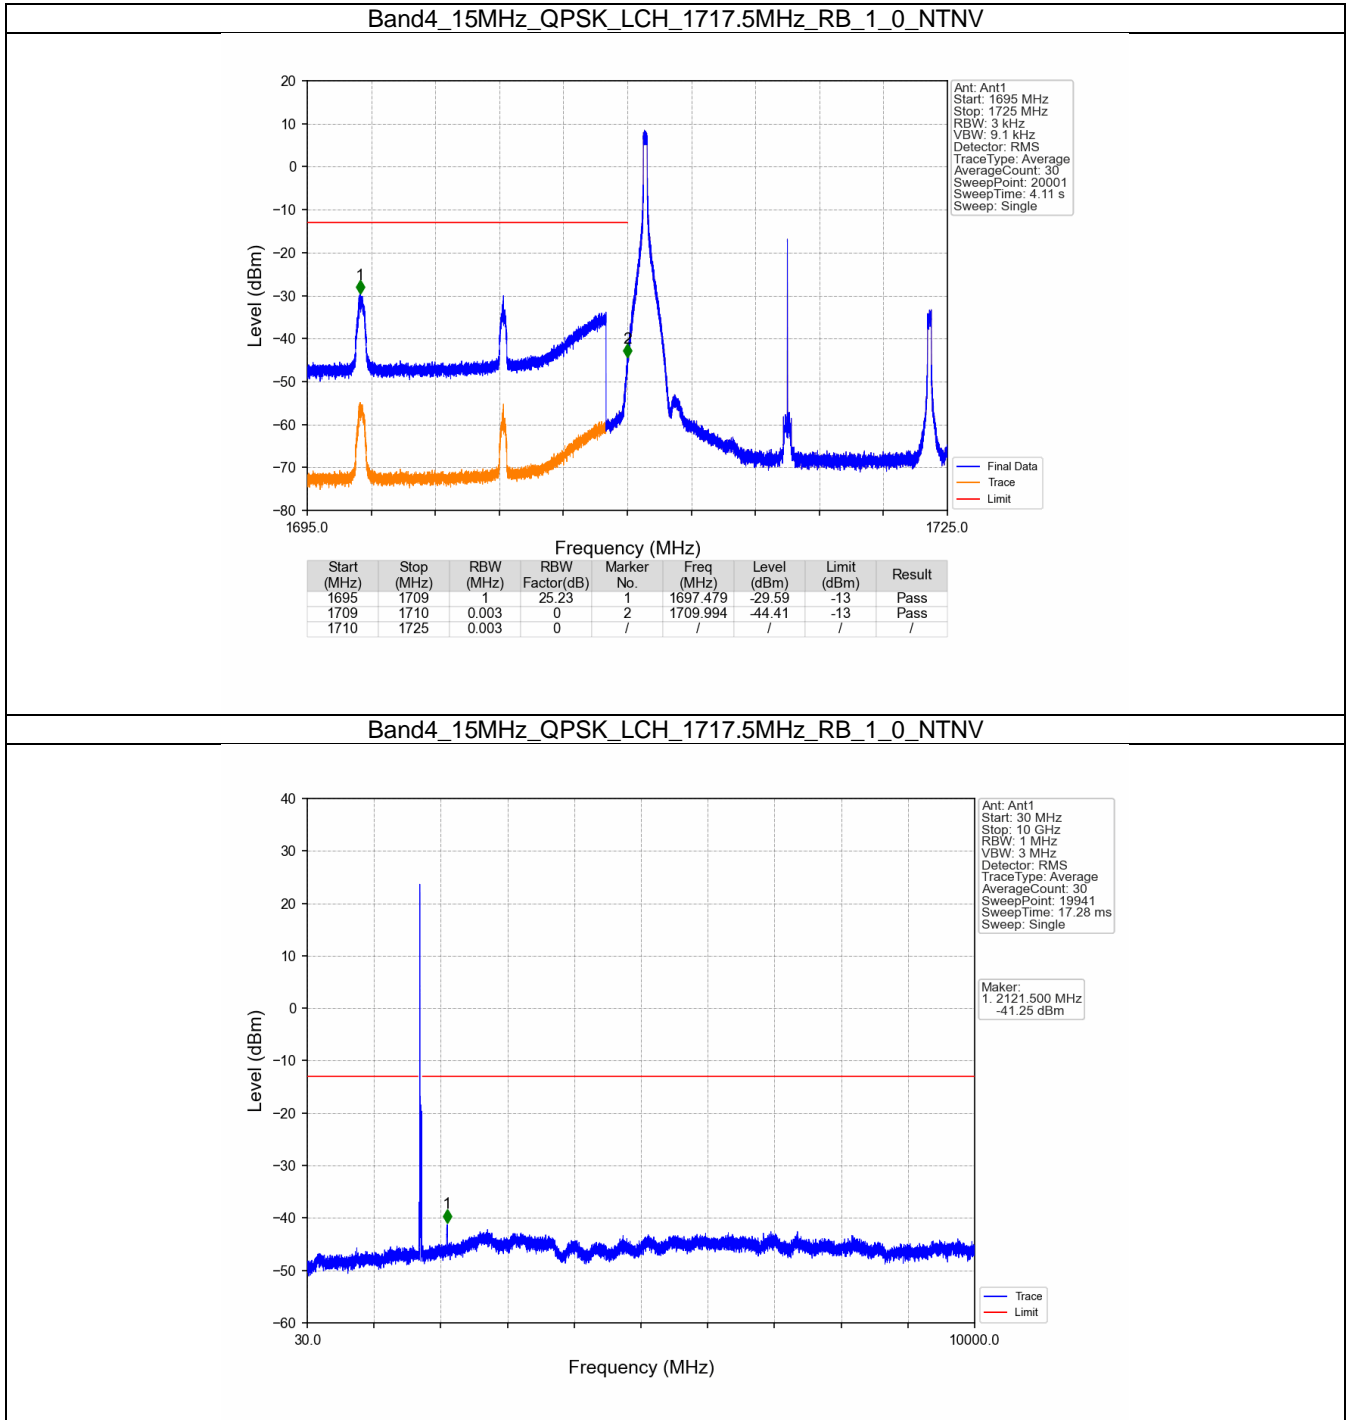 Band4_15MHz_QPSK_LCH_1717.5MHz_RB_1_0_NTNV
20
10
0
−10
−20
−30
−40
−50
−60
−70
−80
Level (dBm)
1
2
Ant: Ant1
Start: 1695 MHz
Stop: 1725 MHz
RBW: 3 kHz
VBW: 9.1 kHz
Detector: RMS
TraceType: Average
AverageCount: 30
SweepPoint: 20001
SweepTime: 4.11 s
Sweep: Single
Final Data
Trace
Limit
1695.0 1725.0
Frequency (MHz)
Start (MHz) Stop (MHz) RBW (MHz) RBW Factor(dB) Marker No. Freq (MHz) Level (dBm) Limit (dBm) Result
1695 1709 1 25.23 1 1697.479 -29.59 -13 Pass
1709 1710 0.003 0 2 1709.994 -44.41 -13 Pass
1710 1725 0.003 0 / / / / /
Band4_15MHz_QPSK_LCH_1717.5MHz_RB_1_0_NTNV
40
30
20
10
0
−10
−20
−30
−40
−50
−60
Level (dBm)
1
Ant: Ant1
Start: 30 MHz
Stop: 10 GHz
RBW: 1 MHz
VBW: 3 MHz
Detector: RMS
TraceType: Average
AverageCount: 30
SweepPoint: 19941
SweepTime: 17.28 ms
Sweep: Single
Maker:
1. 2121.500 MHz
-41.25 dBm
Trace
Limit
30.0 10000.0
Frequency (MHz)